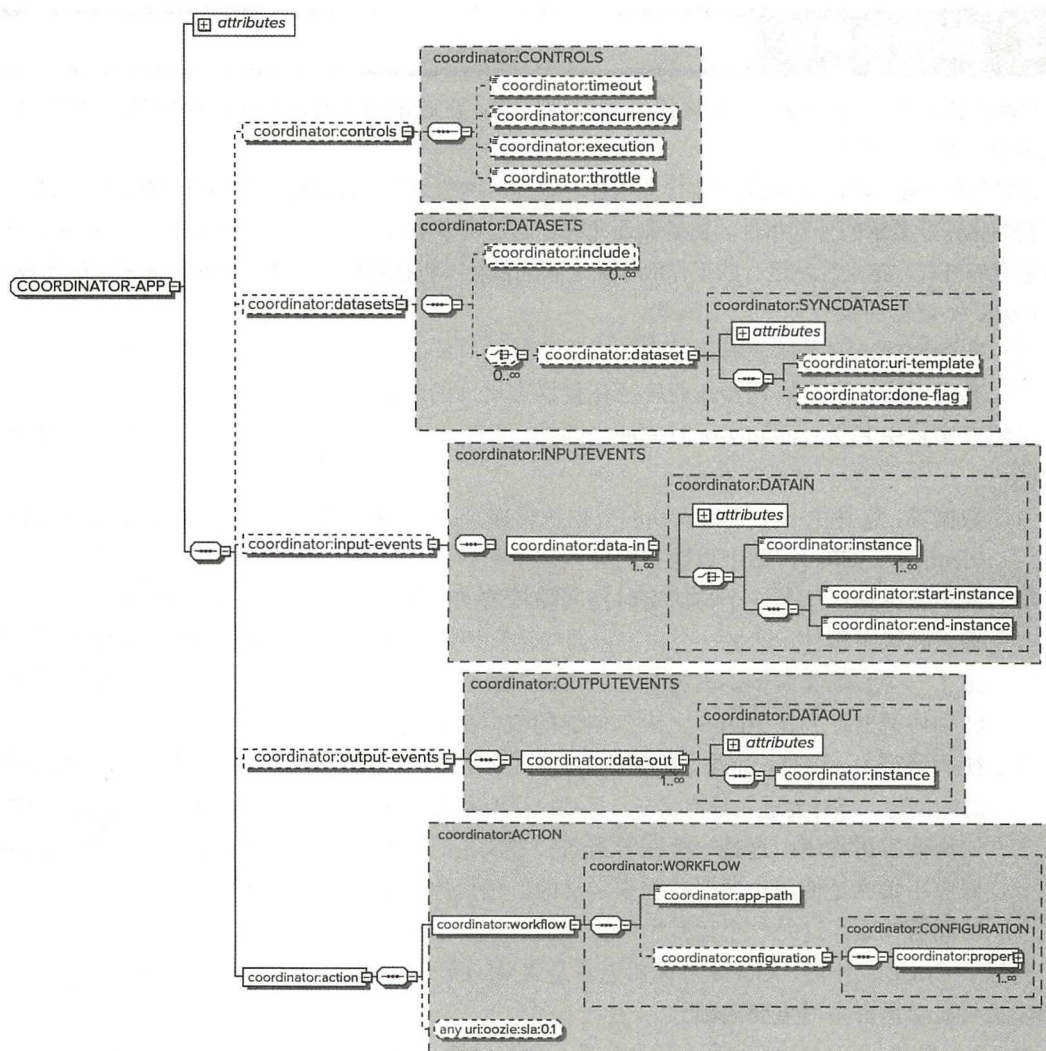 attributes
coordinator:CONTROLS
coordinator:timeout
coordinator:concurrency
coordinator:execution
coordinator:throttle
coordinator:controls
coordinator:DATASETS
coordinator:include
0..∞
COORDINATOR-APP
coordinator:datasets
coordinator:SYNCDATASET
attributes
coordinator:dataset
0..∞
coordinator:uri-template
coordinator:done-flag
coordinator:INPUTEVENTS
coordinator:DATAIN
attributes
coordinator:input-events
coordinator:data-in
1..∞
coordinator:instance
1..∞
coordinator:start-instance
coordinator:end-instance
coordinator:OUTPUTEVENTS
coordinator:DATAOUT
attributes
coordinator:output-events
coordinator:data-out
1..∞
coordinator:instance
coordinator:ACTION
coordinator:WORKFLOW
coordinator:app-path
coordinator:workflow
coordinator:CONFIGURATION
coordinator:configuration
coordinator:propert
1..∞
coordinator:action
any uri:oozie:sla:0.1